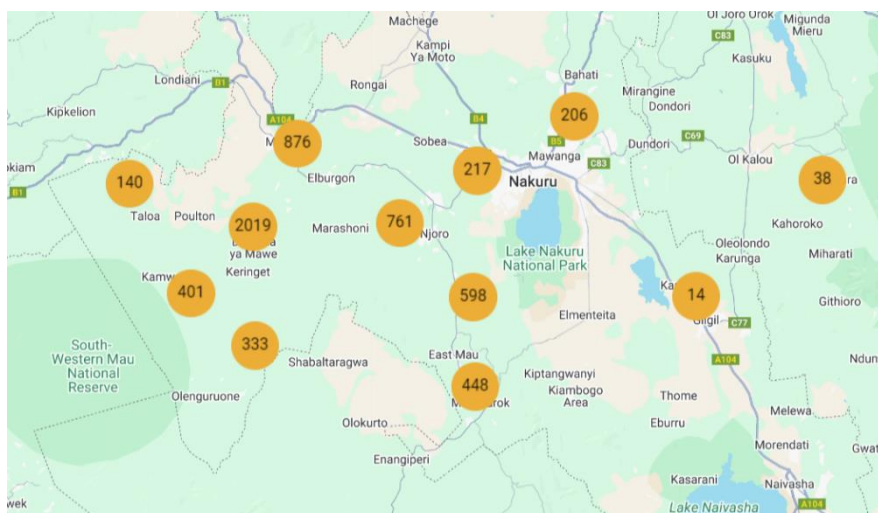 Machege
Ol Joro Orok
Migunda
Mieru
C83
Kampi
Ya Moto
Kasuku
Londiani
B1
Rongai
Bahati
Mirangine
Dondori
Kipkelion
A104
B4
206
876
Sobea
B5
Mawanga
C83
Dundori
C69
Ol Kalou
B1
140
Elburgon
217
Nakuru
38
Taloa
Poulton
2019
ya Mawe
Marashoni
761
Njoro
Kahoroko
Lake Nakuru
National Park
Oleolondo
Karunga
Miharati
Keringet
401
598
14
Gilgil
Githioro
Elmenteita
C77
South-
Western Mau
National
Reserve
333
Shabaltaragwa
East Mau
A104
Kiptangwanyi
Kiambogo
Area
448
Olenguruone
Thome
Eburru
Melewa
Olokurto
Enangiperi
Morendati
Kasarani
Naivasha
Lake Naivasha
A104